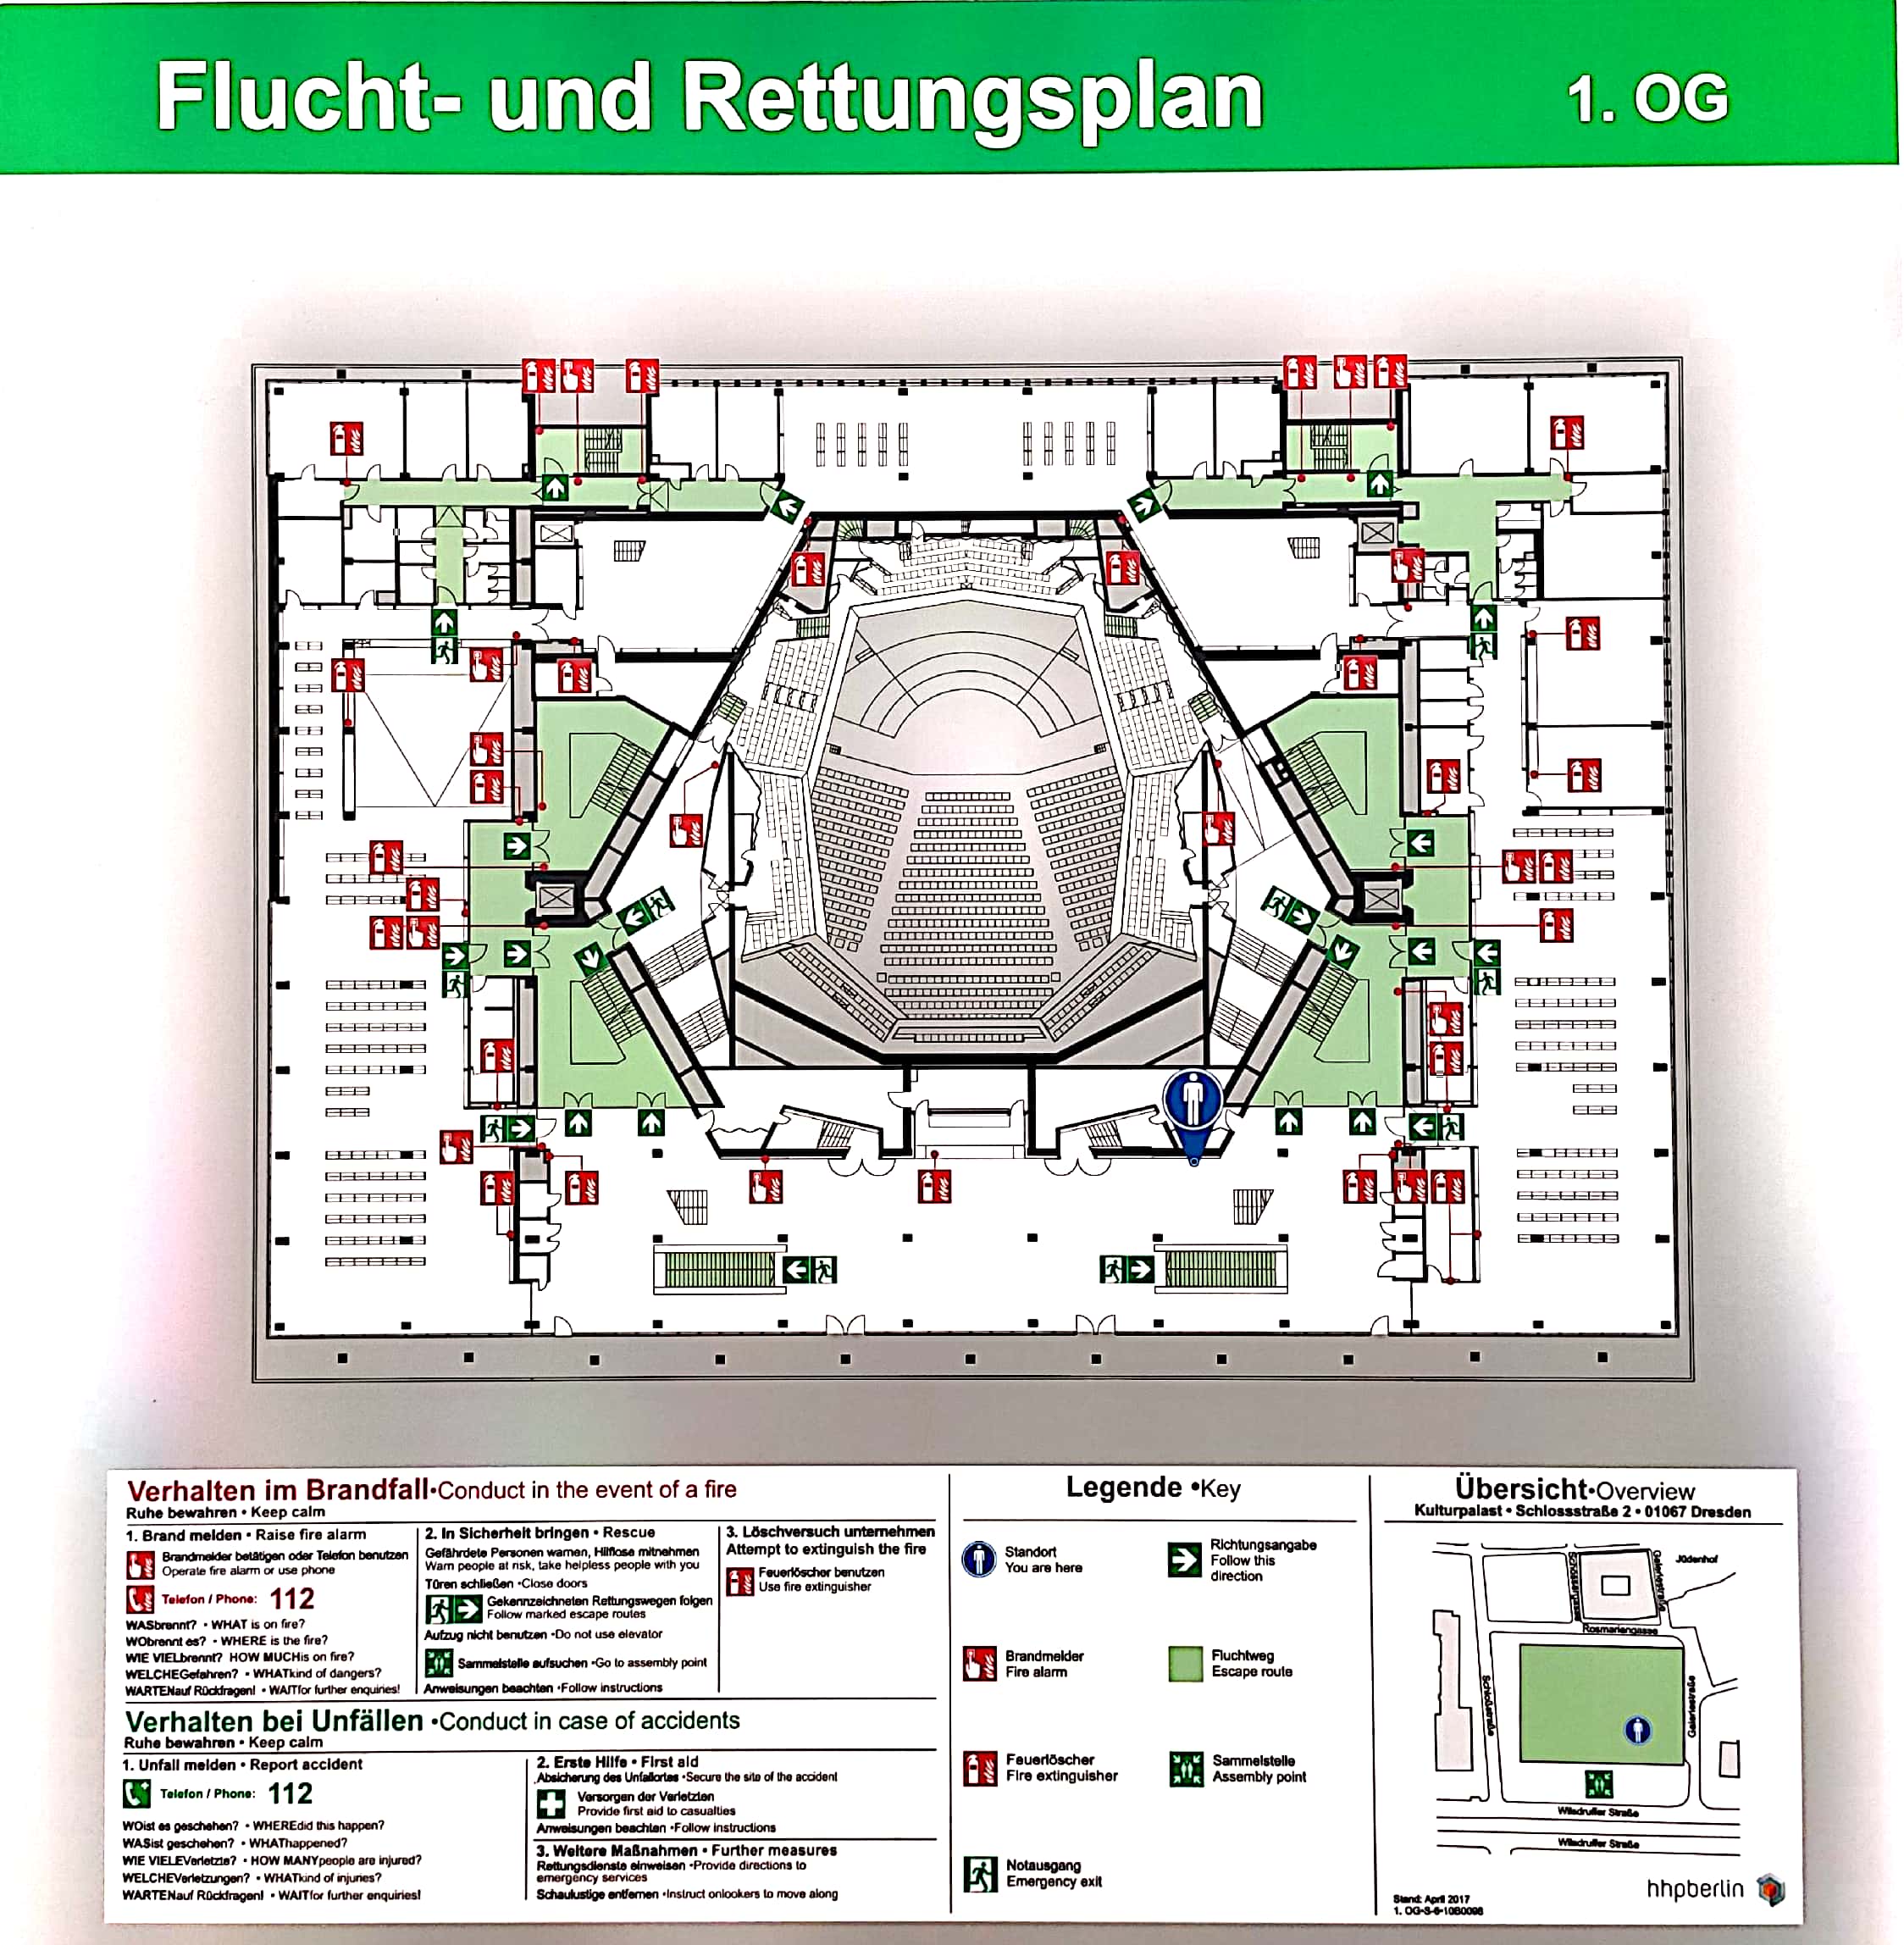 Flucht- und Rettungsplan 1. OG
Verhalten im Brandfall•Conduct in the event of a fire
Ruhe bewahren • Keep calm
1. Brand melden • Raise fire alarm
Brandmelder betätigen oder Telefon benutzen
Operate fire alarm or use phone
Telefon / Phone: 112
WASbrennt? • WHAT is on fire?
WObrennt es? • WHERE is the fire?
WIE VIELbrennt? HOW MUCHis on fire?
WELCHEGefahren? • WHATkind of dangers?
WARTENauf Rückfragen! • WAITfor further enquiries!
2. In Sicherheit bringen • Rescue
Gefährdete Personen warnen, Hilflose mitnehmen
Warn people at risk, take helpless people with you
Türen schließen •Close doors
Gekennzeichneten Rettungswegen folgen
Follow marked escape routes
Aufzug nicht benutzen •Do not use elevator
Sammelstelle aufsuchen •Go to assembly point
Anweisungen beachten •Follow instructions
3. Löschversuch unternehmen
Attempt to extinguish the fire
Feuerlöscher benutzen
Use fire extinguisher
Verhalten bei Unfällen •Conduct in case of accidents
Ruhe bewahren • Keep calm
1. Unfall melden • Report accident
Telefon / Phone: 112
WOist es geschehen? • WHEREdid this happen?
WASist geschehen? • WHAThappened?
WIE VIELEVerletzte? • HOW MANYpeople are injured?
WELCHEVerletzungen? • WHATkind of injuries?
WARTENauf Rückfragen! • WAITfor further enquiries!
2. Erste Hilfe • First aid
Absicherung des Unfallortes •Secure the site of the accident
Versorgen der Verletzten
Provide first aid to casualties
Anweisungen beachten •Follow instructions
3. Weitere Maßnahmen • Further measures
Rettungsdienste einweisen •Provide directions to
emergency services
Schaulustige entfernen •Instruct onlookers to move along
Legende •Key
Standort
You are here
Richtungsangabe
Follow this
direction
Brandmelder
Fire alarm
Fluchtweg
Escape route
Feuerlöscher
Fire extinguisher
Sammelstelle
Assembly point
Notausgang
Emergency exit
Übersicht•Overview
Kulturpalast • Schlossstraße 2 • 01067 Dresden
Jüdenhof
Schössergasse
Galeriestraße
Rosmariengasse
Schloßstraße
Galeriestraße
Wilsdruffer Straße
Wilsdruffer Straße
Stand: April 2017
hhpberlin